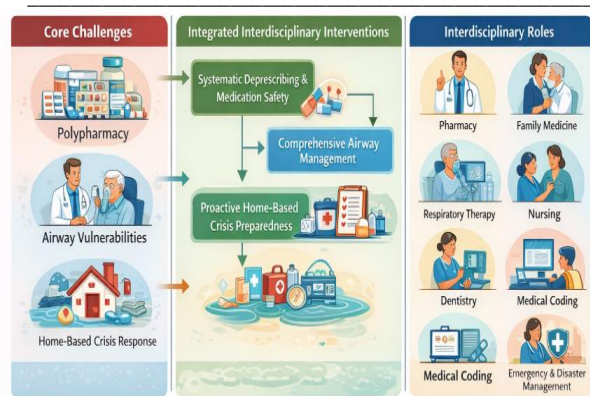 Core Challenges
Polypharmacy
Airway Vulnerabilities
Home-Based Crisis Response
Integrated Interdisciplinary Interventions
Systematic Deprescribing &
Medication Safety
Comprehensive Airway
Management
Proactive Home-Based
Crisis Preparedness
Interdisciplinary Roles
Pharmacy
Family Medicine
Respiratory Therapy
Nursing
Dentistry
Medical Coding
Medical Coding
Emergency & Disaster
Management